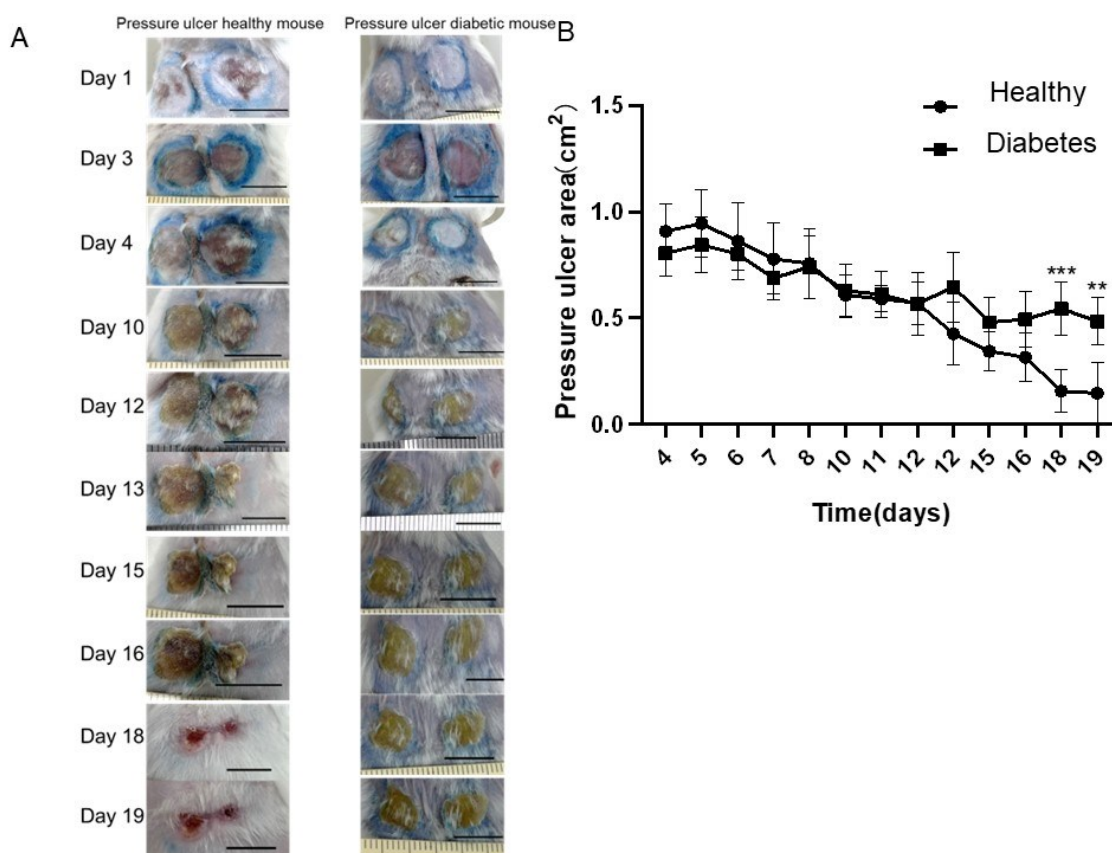 A
Pressure ulcer healthy mouse
Pressure ulcer diabetic mouse
Day 1
Day 3
Day 4
Day 10
Day 12
Day 13
Day 15
Day 16
Day 18
Day 19
B
Healthy
Diabetes
Pressure ulcer area(cm²)
1.5
1.0
0.5
0.0
***
**
4 5 6 7 8 10 11 12 12 15 16 18 19
Time(days)